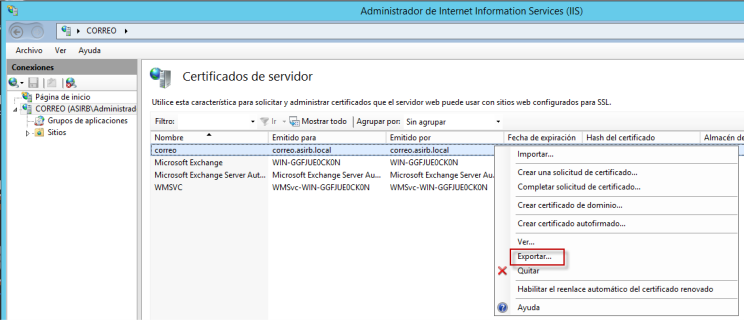 Administrador de Internet Information Services (IIS)
CORREO
Archivo Ver Ayuda
Conexiones
Página de inicio
CORREO (ASIRB\Administrad
Grupos de aplicaciones
Sitios
Certificados de servidor
Utilice esta característica para solicitar y administrar certificados que el servidor web puede usar con sitios web configurados para SSL.
Filtro: Ir Mostrar todo Agrupar por: Sin agrupar
Nombre Emitido para Emitido por Fecha de expiración Hash del certificado Almacén de
correo correo.asirb.local correo.asirb.local
Microsoft Exchange WIN-GGFJUE0CK0N WIN-GGFJUE0CK0N
Microsoft Exchange Server Aut... Microsoft Exchange Server Au... Microsoft Exchange Server Au...
WMSVC WMSvc-WIN-GGFJUE0CK0N WMSvc-WIN-GGFJUE0CK0N
Importar...
Crear una solicitud de certificado...
Completar solicitud de certificado...
Crear certificado de dominio...
Crear certificado autofirmado...
Ver...
Exportar...
Quitar
Habilitar el reenlace automático del certificado renovado
Ayuda